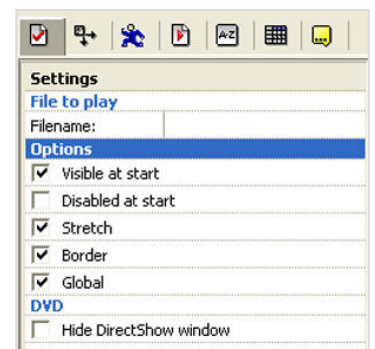 A-Z
Settings
File to play
Filename:
Options
Visible at start
Disabled at start
Stretch
Border
Global
DVD
Hide DirectShow window